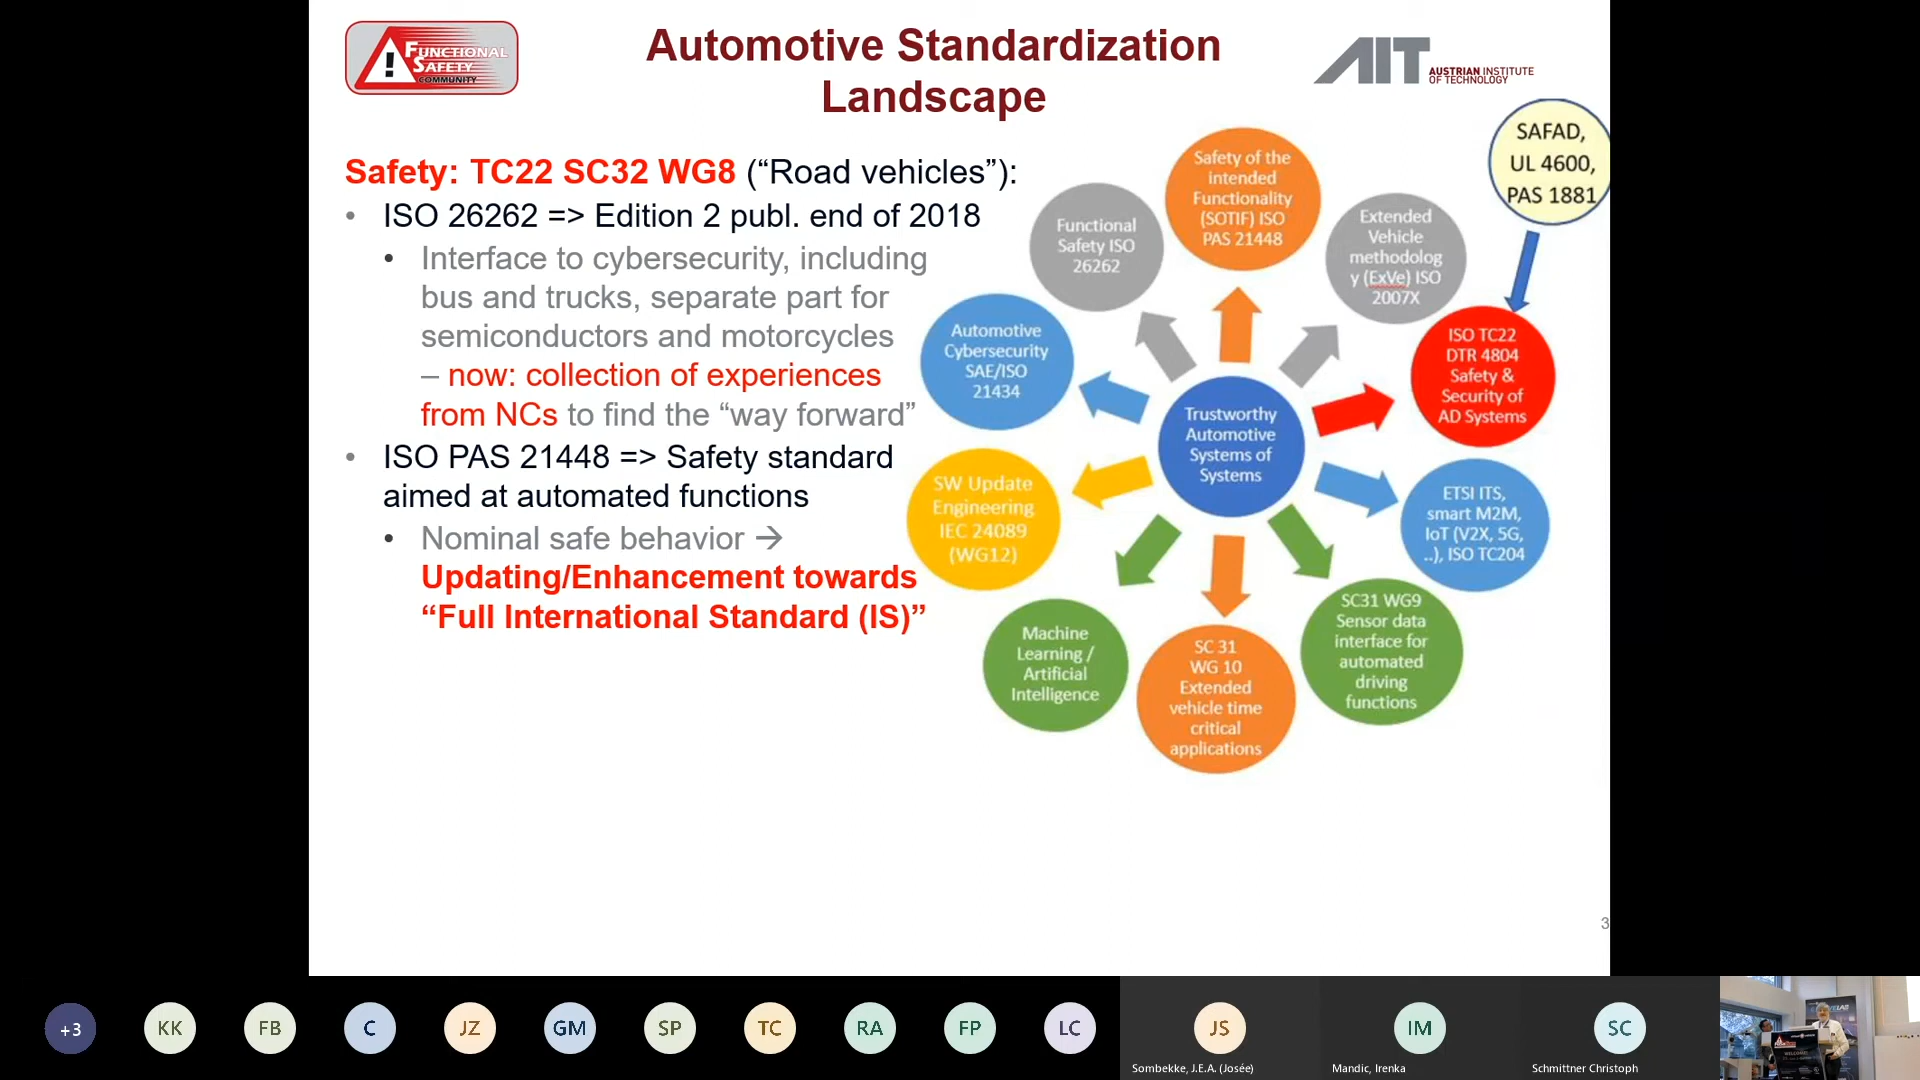 FUNCTIONAL
SAFETY
COMMUNITY
Automotive Standardization
Landscape
AIT AUSTRIAN INSTITUTE
OF TECHNOLOGY
Safety: TC22 SC32 WG8 (“Road vehicles”):
• ISO 26262 => Edition 2 publ. end of 2018
• Interface to cybersecurity, including
bus and trucks, separate part for
semiconductors and motorcycles
– now: collection of experiences
from NCs to find the “way forward”
• ISO PAS 21448 => Safety standard
aimed at automated functions
• Nominal safe behavior →
Updating/Enhancement towards
“Full International Standard (IS)”
SAFAD,
UL 4600,
PAS 1881
Safety of the
intended
Functionality
(SOTIF) ISO
PAS 21448
Functional
Safety ISO
26262
Extended
Vehicle
methodolog
y (ExVe) ISO
2007X
Automotive
Cybersecurity
SAE/ISO
21434
ISO TC22
DTR 4804
Safety &
Security of
AD Systems
Trustworthy
Automotive
Systems of
Systems
SW Update
Engineering
IEC 24089
(WG12)
ETSI ITS,
smart M2M,
IoT (V2X, 5G,
..), ISO TC204
Machine
Learning /
Artificial
Intelligence
SC 31
WG 10
Extended
vehicle time
critical
applications
SC31 WG9
Sensor data
interface for
automated
driving
functions
3
+3
KK
FB
C
JZ
GM
SP
TC
RA
FP
LC
JS
IM
SC
Sombekke, J.E.A. (Josée)
Mandic, Irenka
Schmittner Christoph